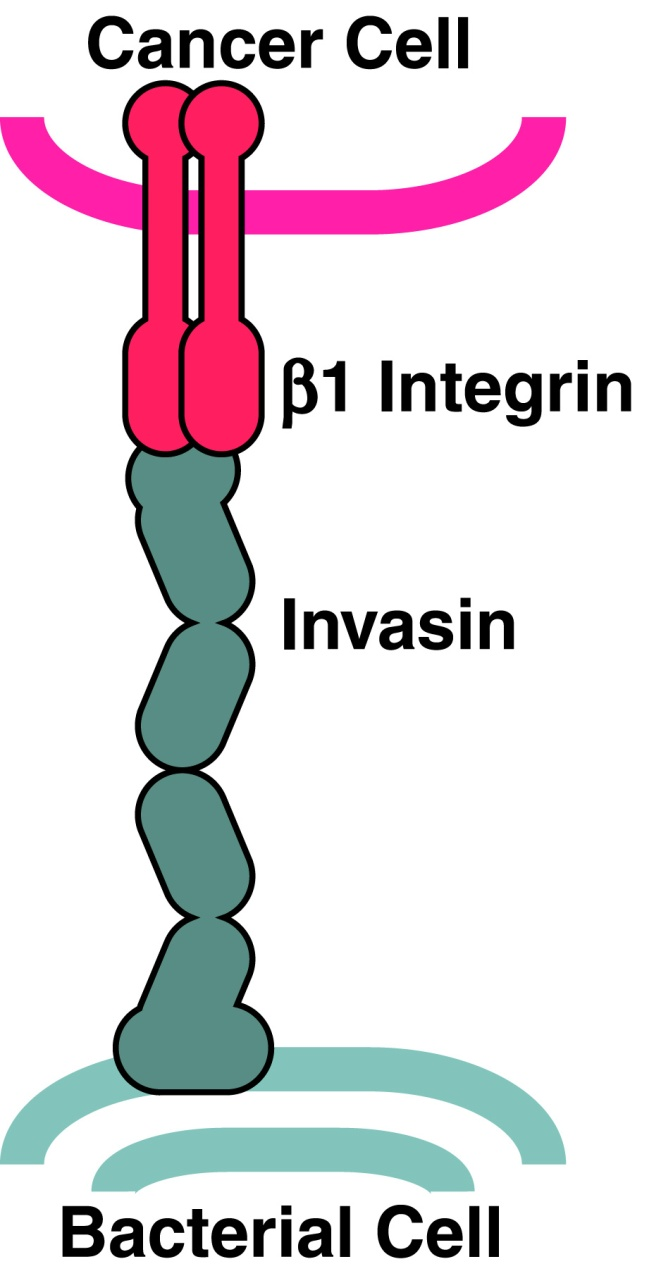 Cancer Cell
β1 Integrin
Invasin
Bacterial Cell